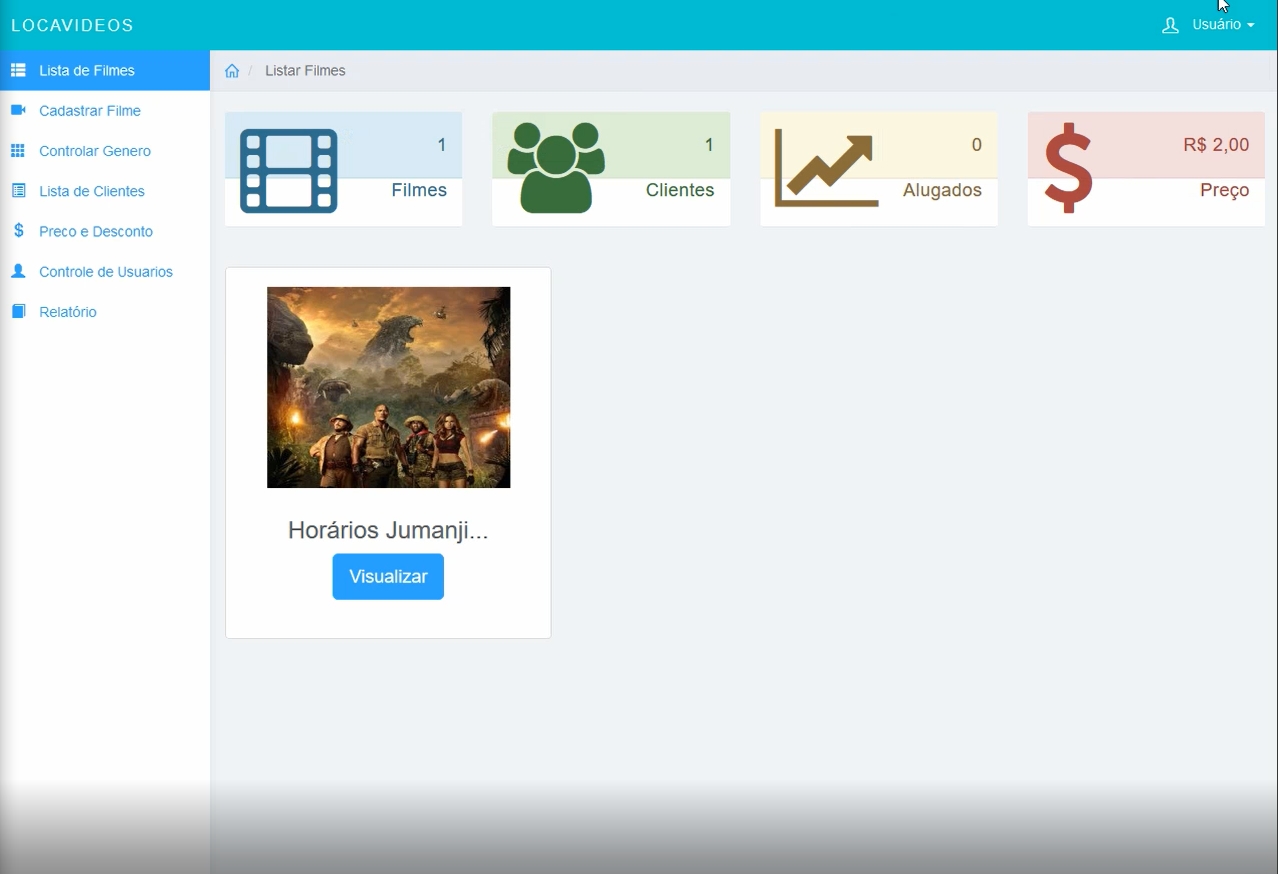 LOCAVIDEOS
Usuário
Lista de Filmes
Cadastrar Filme
Controlar Genero
Lista de Clientes
Preco e Desconto
Controle de Usuarios
Relatório
/ Listar Filmes
1
Filmes
1
Clientes
0
Alugados
R$ 2,00
Preço
Horários Jumanji...
Visualizar